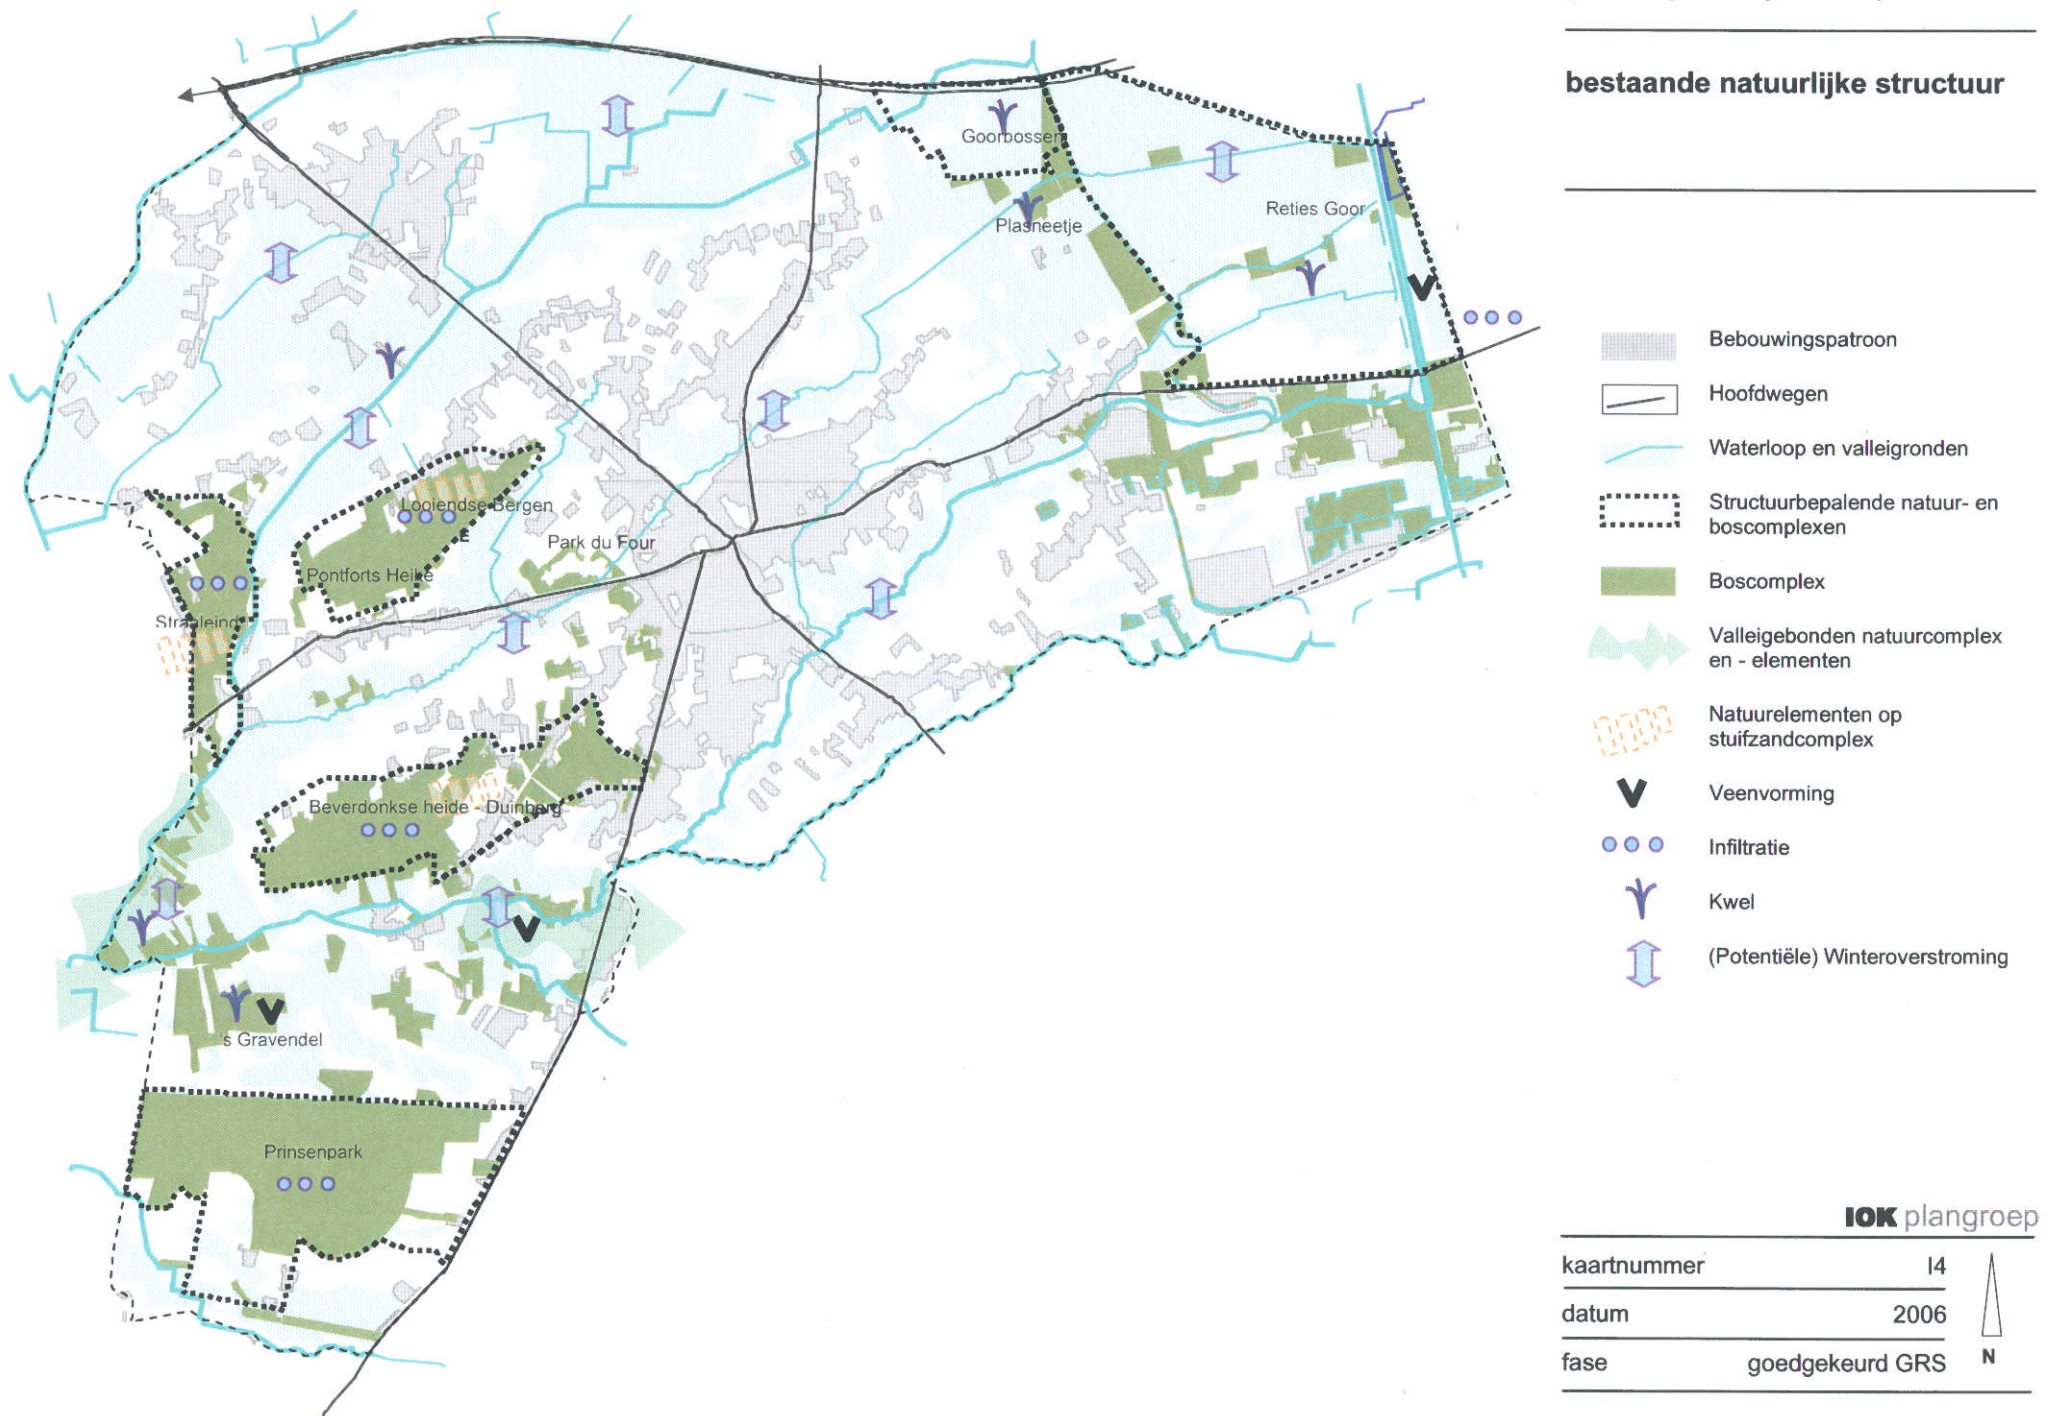 bestaande natuurlijke structuur
Goorbossen
Plasneetje
Reties Goor
Looiendse Bergen
Pontforts Heike
Park du Four
Straaleind
Beverdonkse heide - Duinberg
's Gravendel
Prinsenpark
Bebouwingspatroon
Hoofdwegen
Waterloop en valleigronden
Structuurbepalende natuur- en
boscomplexen
Boscomplex
Valleigebonden natuurcomplex
en - elementen
Natuurelementen op
stuifzandcomplex
Veenvorming
Infiltratie
Kwel
(Potentiële) Winteroverstroming
IOK plangroep
kaartnummer I4
datum 2006
fase goedgekeurd GRS
N